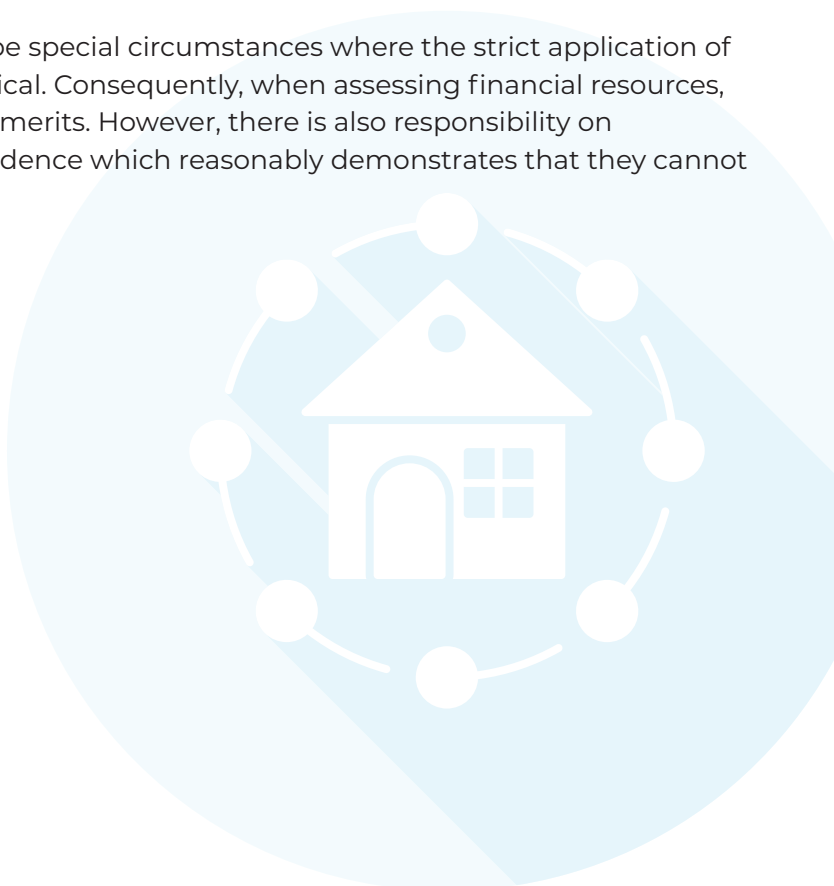 be special circumstances where the strict application of
ical. Consequently, when assessing financial resources,
merits. However, there is also responsibility on
dence which reasonably demonstrates that they cannot